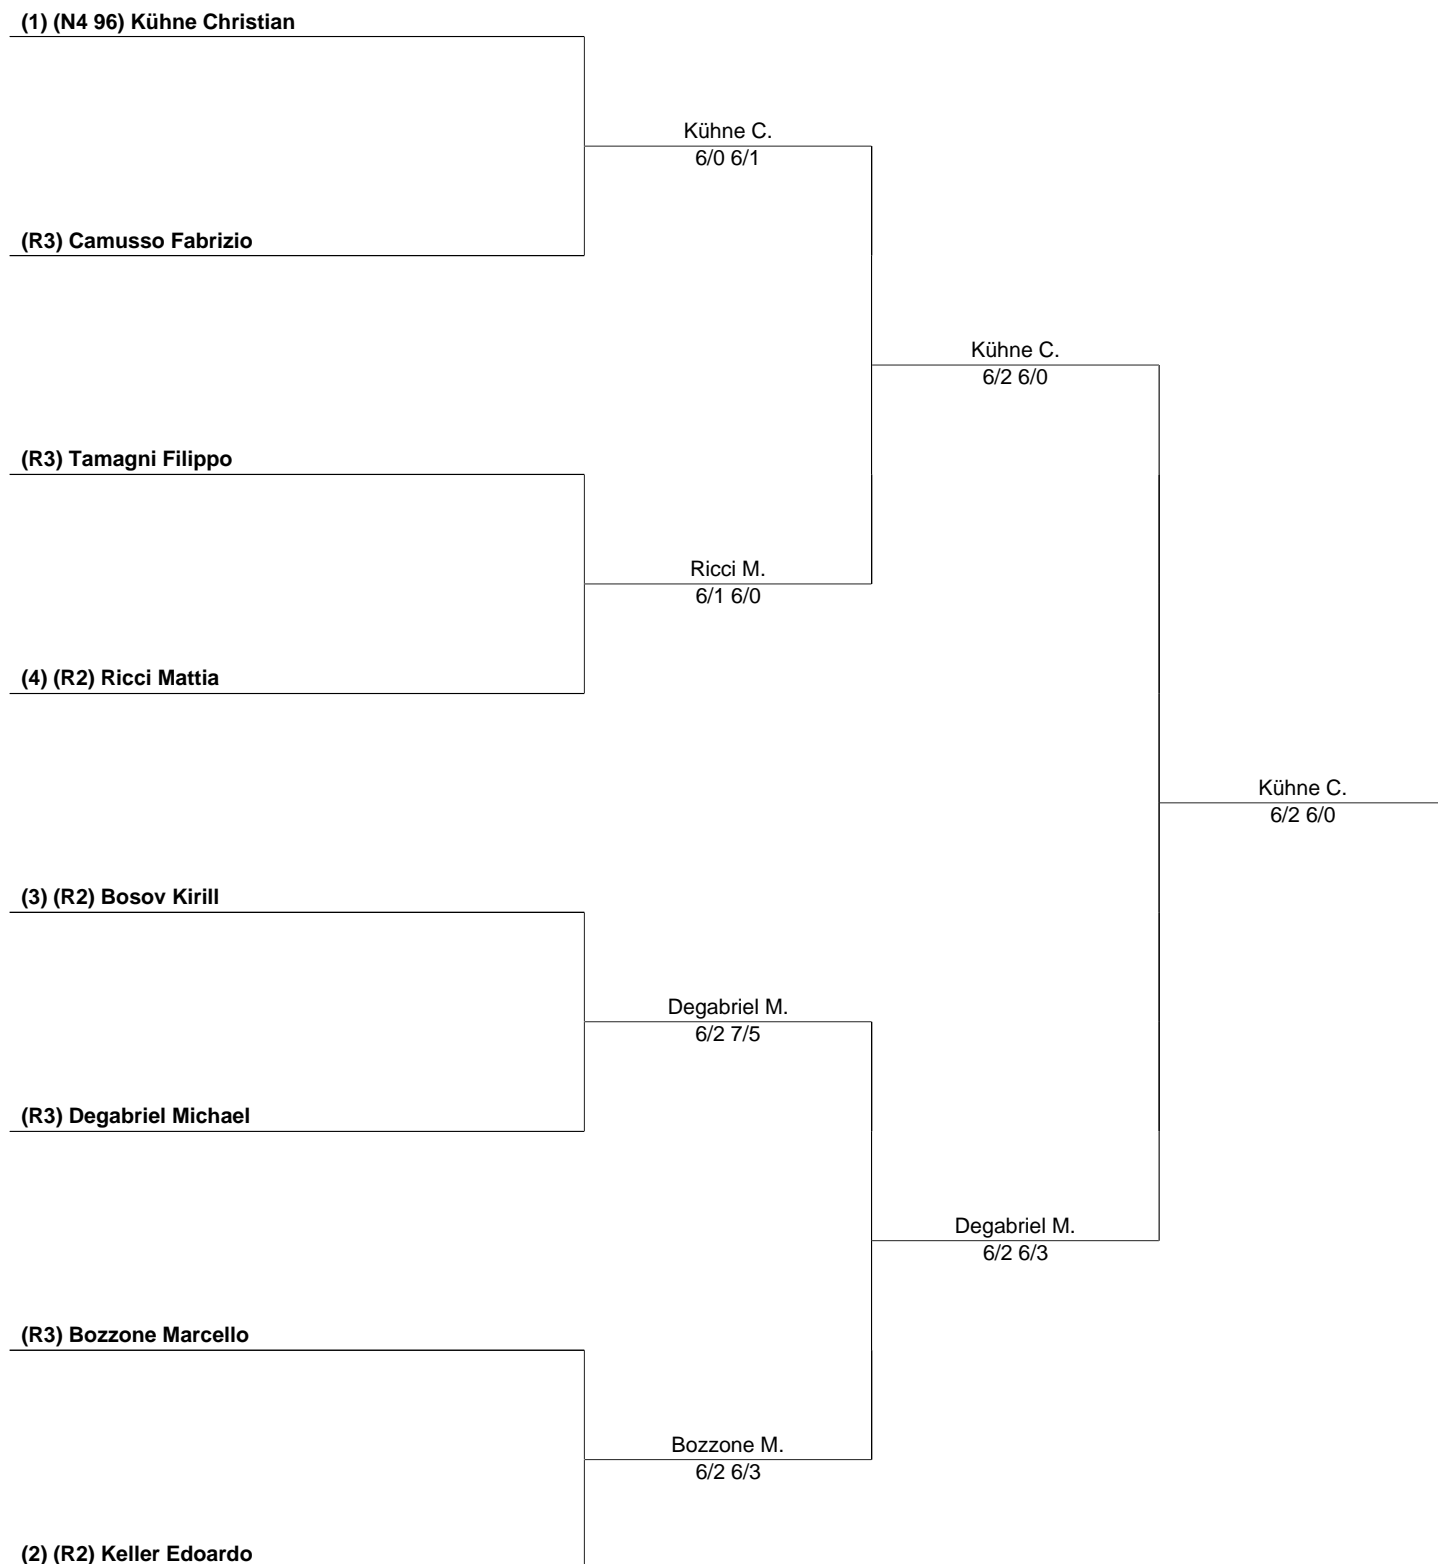 (1) (N4 96) Kühne Christian
Kühne C.
6/0 6/1
(R3) Camusso Fabrizio
Kühne C.
6/2 6/0
(R3) Tamagni Filippo
Ricci M.
6/1 6/0
(4) (R2) Ricci Mattia
Kühne C.
6/2 6/0
(3) (R2) Bosov Kirill
Degabriel M.
6/2 7/5
(R3) Degabriel Michael
Degabriel M.
6/2 6/3
(R3) Bozzone Marcello
Bozzone M.
6/2 6/3
(2) (R2) Keller Edoardo